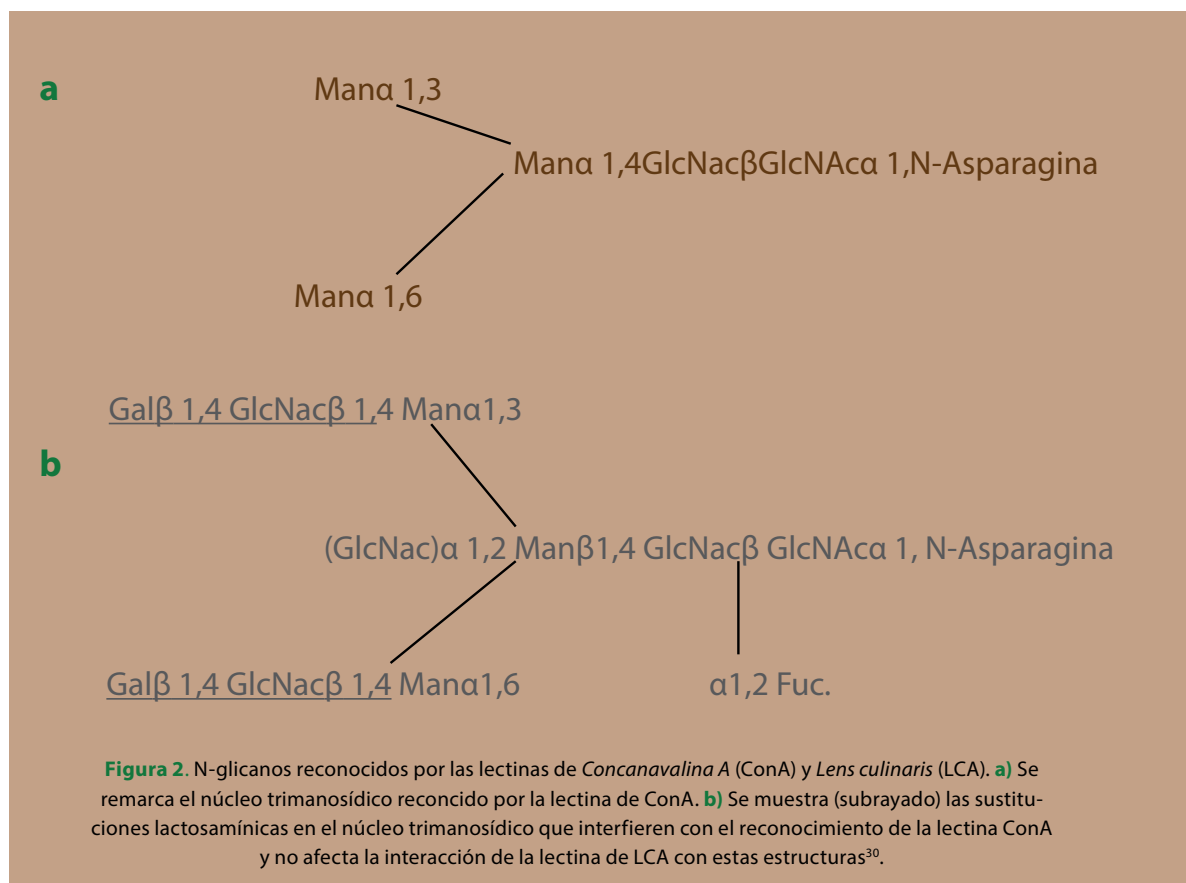 a
Manα 1,3
Manα 1,4GlcNacβGlcNAcα 1,N-Asparagina
Manα 1,6
Galβ 1,4 GlcNacβ 1,4 Manα1,3
b
(GlcNac)α 1,2 Manβ1,4 GlcNacβ GlcNAcα 1, N-Asparagina
Galβ 1,4 GlcNacβ 1,4 Manα1,6
α1,2 Fuc.
Figura 2. N-glicanos reconocidos por las lectinas de Concanavalina A (ConA) y Lens culinaris (LCA). a) Se
remarca el núcleo trimanosídico reconcido por la lectina de ConA. b) Se muestra (subrayado) las sustitu-
ciones lactosamínicas en el núcleo trimanosídico que interfieren con el reconocimiento de la lectina ConA
y no afecta la interacción de la lectina de LCA con estas estructuras³⁰.